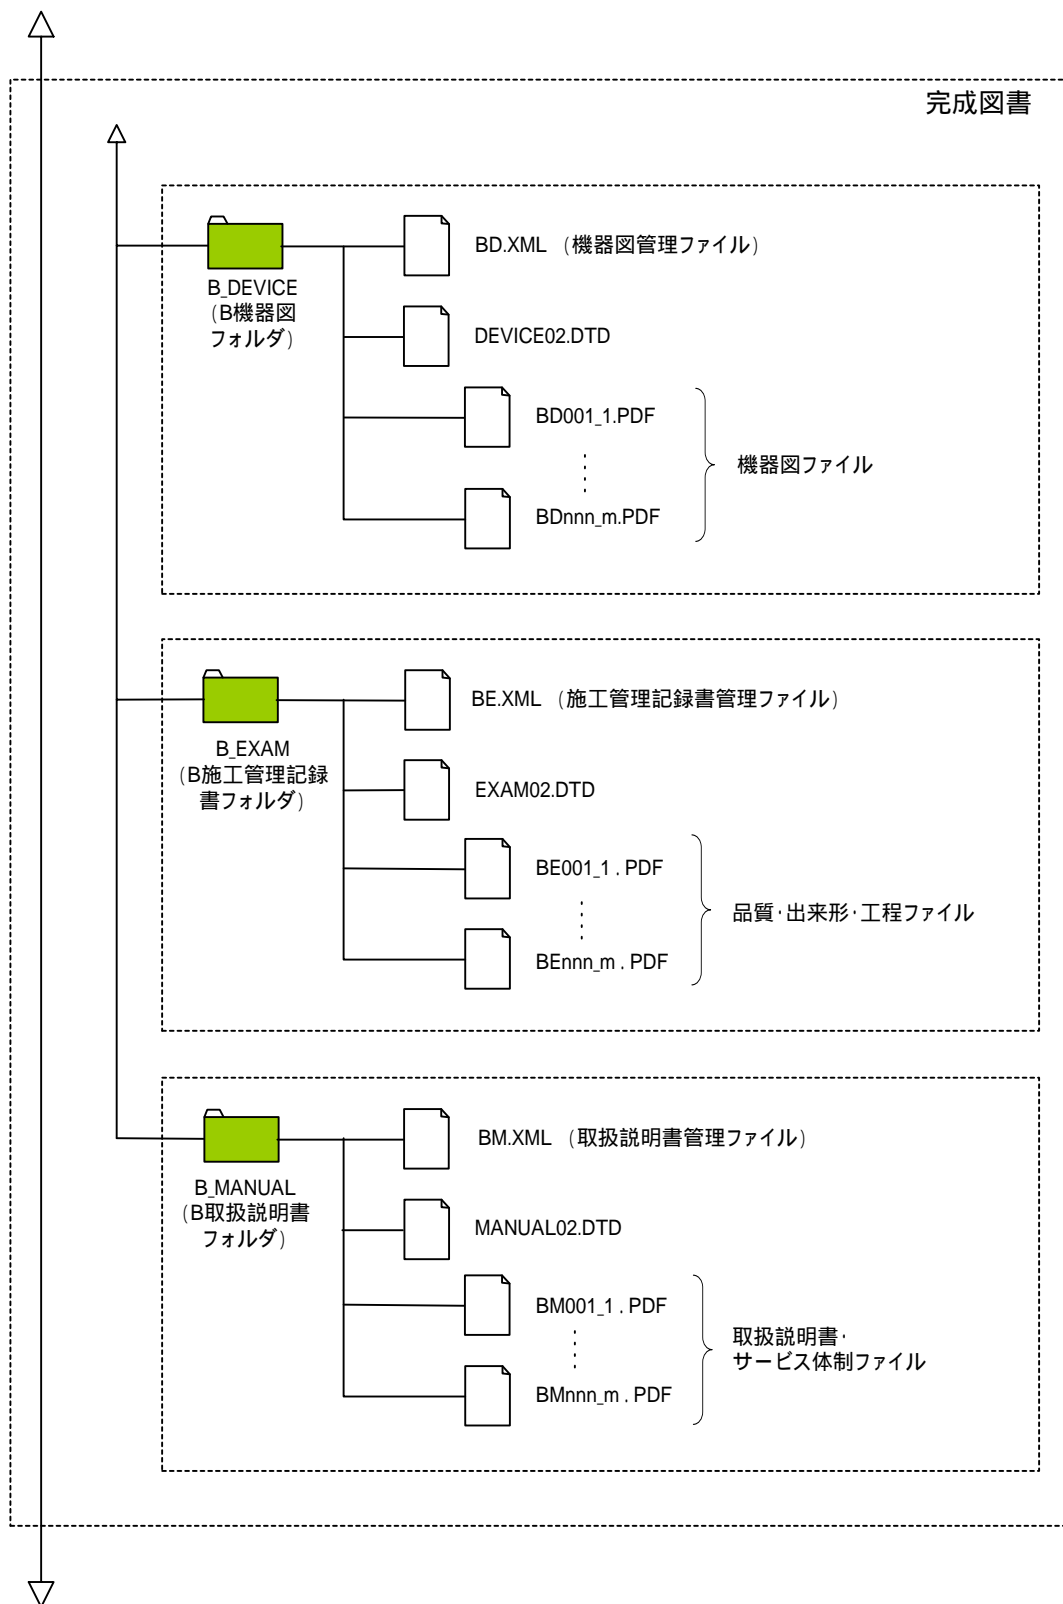 完成図書
BD.XML (機器図管理ファイル)
B_DEVICE
(B機器図
フォルダ)
DEVICE02.DTD
BD001_1.PDF
機器図ファイル
BDnnn_m.PDF
BE.XML (施工管理記録書管理ファイル)
B_EXAM
(B施工管理記録
書フォルダ)
EXAM02.DTD
BE001_1 . PDF
品質・出来形・工程ファイル
BEnnn_m . PDF
BM.XML (取扱説明書管理ファイル)
B_MANUAL
(B取扱説明書
フォルダ)
MANUAL02.DTD
BM001_1 . PDF
取扱説明書・
サービス体制ファイル
BMnnn_m . PDF